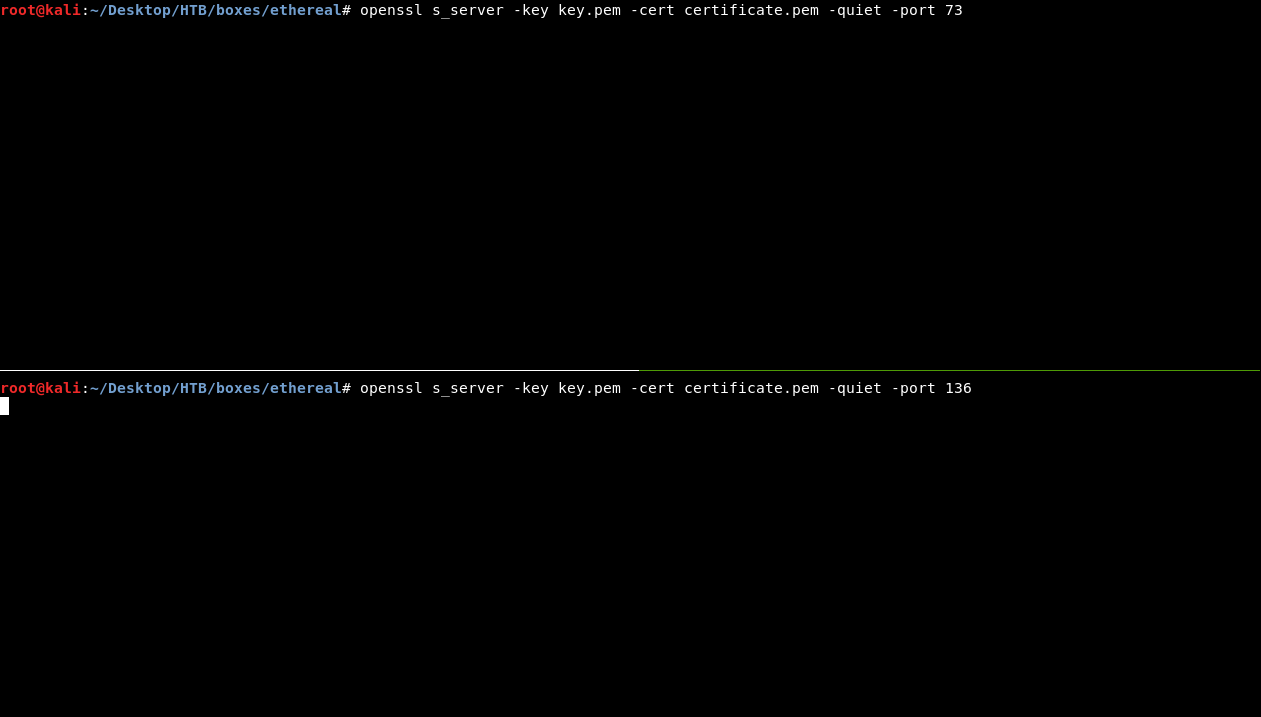 root@kali:~/Desktop/HTB/boxes/ethereal# openssl s_server -key key.pem -cert certificate.pem -quiet -port 73
root@kali:~/Desktop/HTB/boxes/ethereal# openssl s_server -key key.pem -cert certificate.pem -quiet -port 136